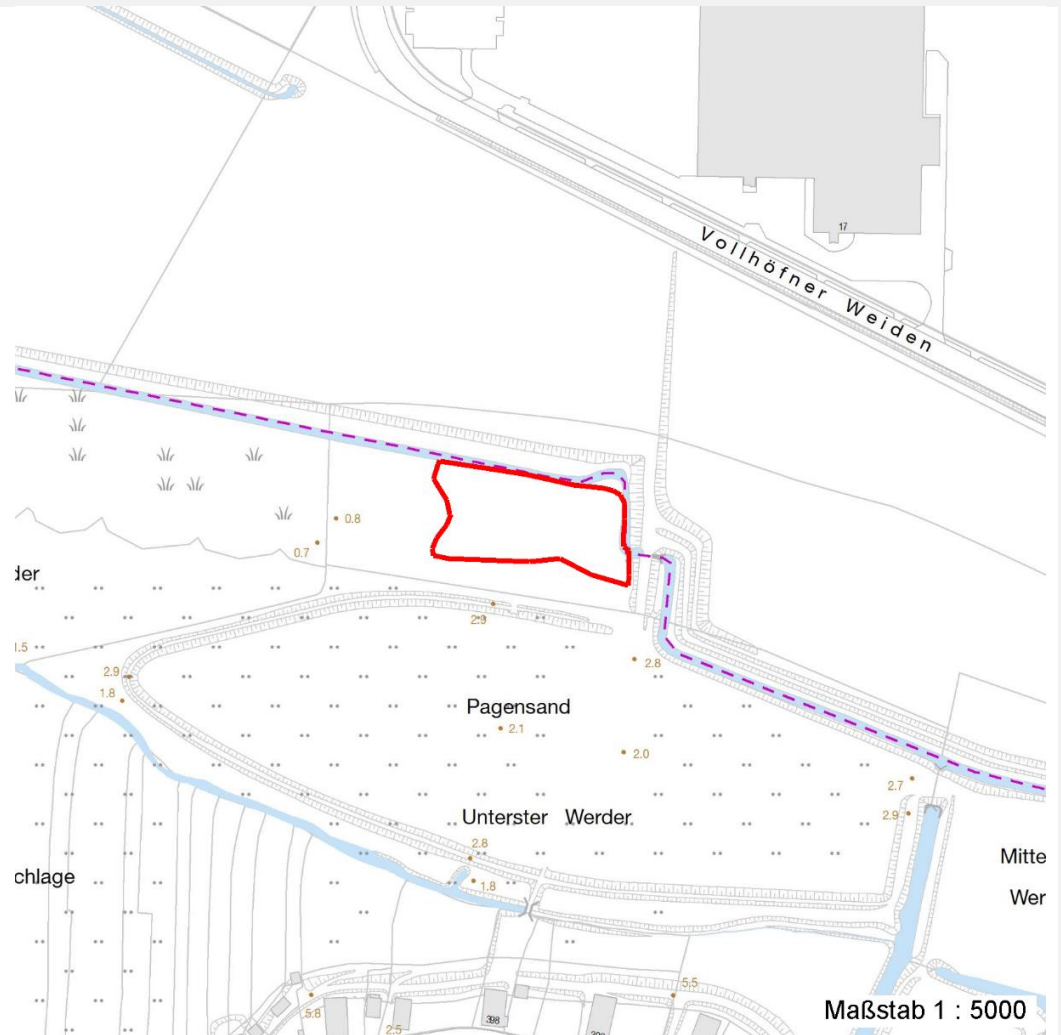 17
Vollhöfner Weiden
0.8
0.7
der
2.9
1.5
2.8
2.9
1.8
Pagensand
2.1
2.0
2.7
2.9
Unterster Werder
2.8
Mitte
1.8
chlage
Wer
5.5
5.8
2.5
398
Maßstab 1 : 5000